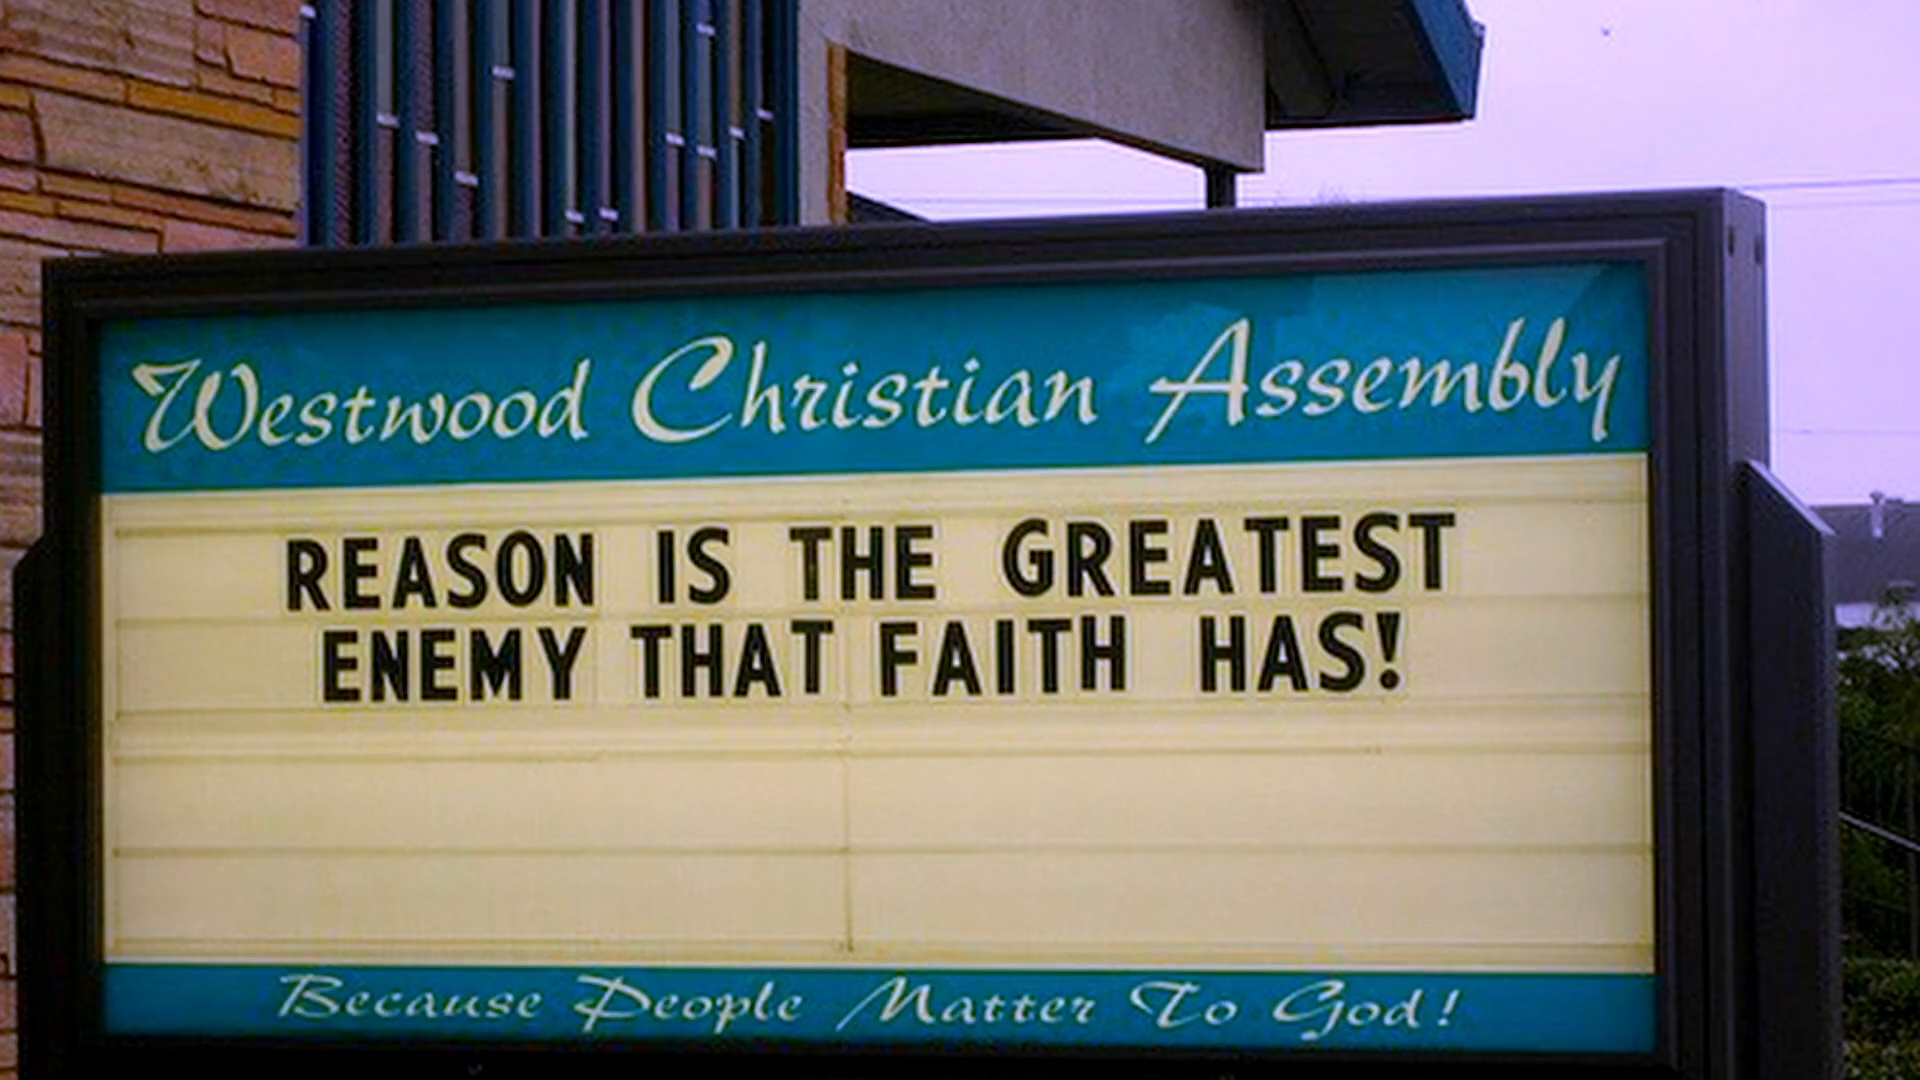 Westwood Christian Assembly
REASON IS THE GREATEST
ENEMY THAT FAITH HAS!
Because People Matter To God!